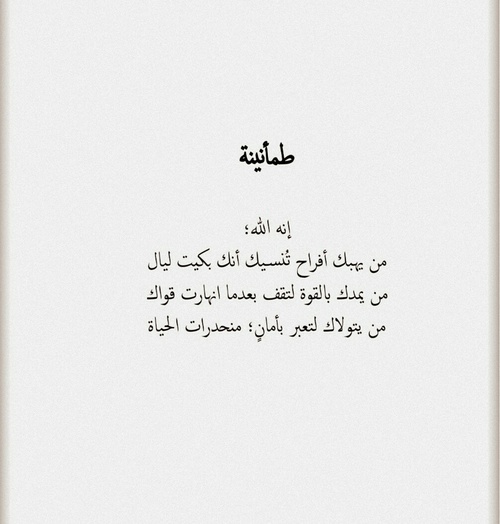 طمأنينة
إنه الله؛
من يهبك أفراح تُنسيك أنك بكيت ليال
من يمدك بالقوة لتقف بعدما انهارت قواك
من يتولاك لتعبر بأمانٍ؛ منحدرات الحياة